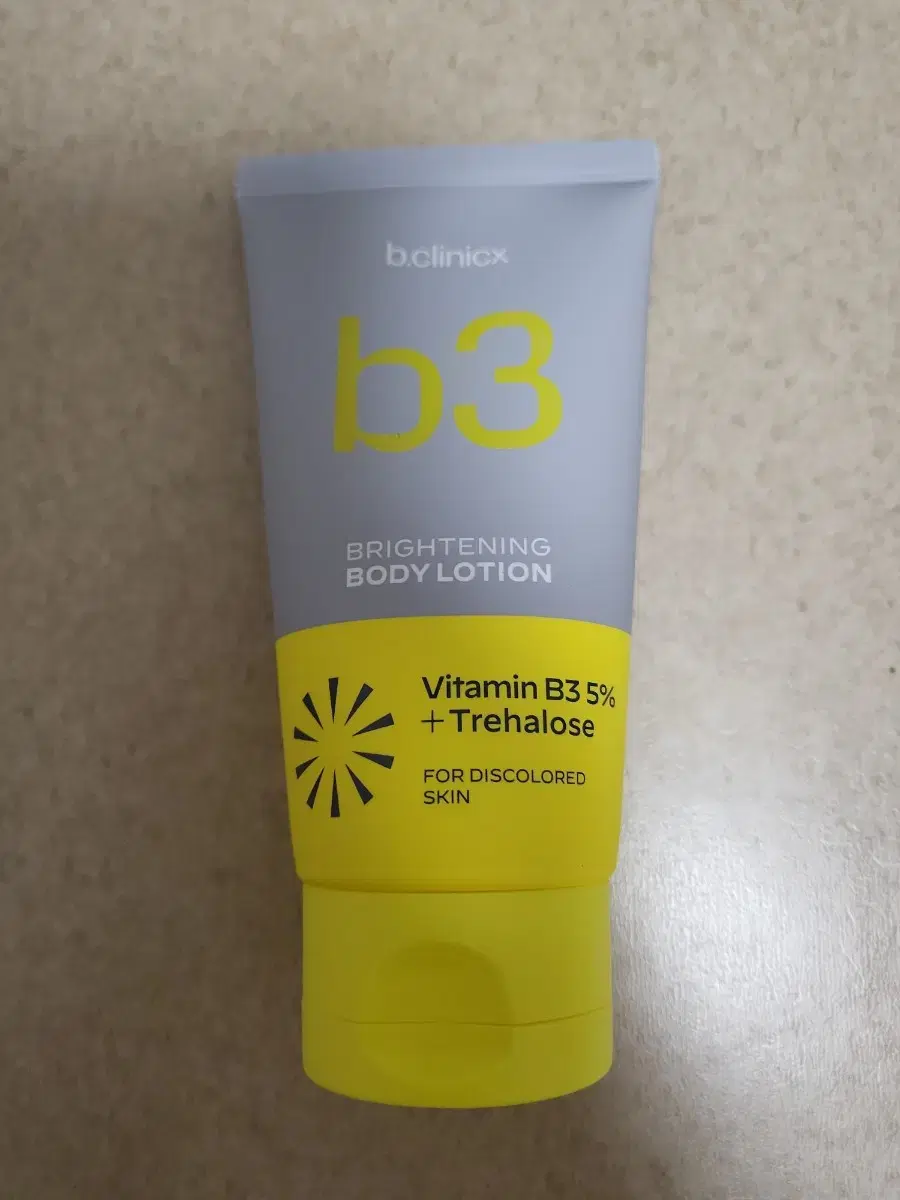 b.clinicx
b3
BRIGHTENING
BODY LOTION
Vitamin B3 5%
+Trehalose
FOR DISCOLORED
SKIN